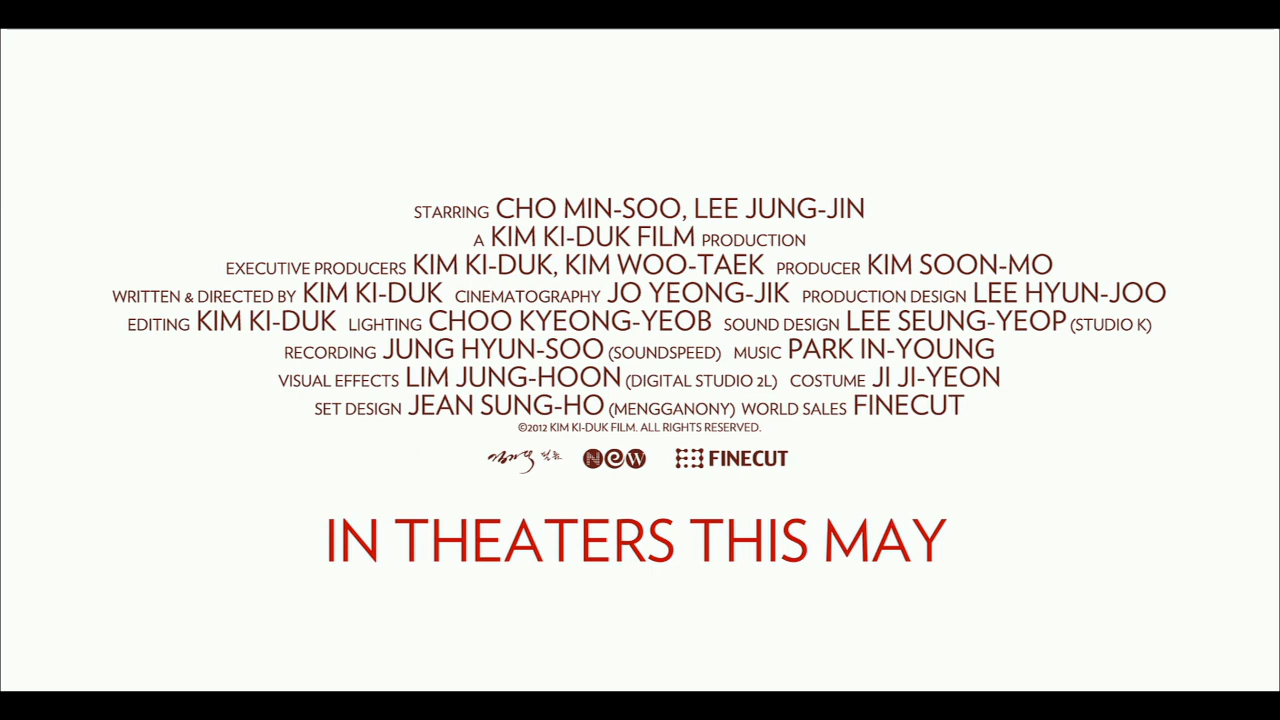 STARRING CHO MIN-SOO, LEE JUNG-JIN
A KIM KI-DUK FILM PRODUCTION
EXECUTIVE PRODUCERS KIM KI-DUK, KIM WOO-TAEK PRODUCER KIM SOON-MO
WRITTEN & DIRECTED BY KIM KI-DUK CINEMATOGRAPHY JO YEONG-JIK PRODUCTION DESIGN LEE HYUN-JOO
EDITING KIM KI-DUK LIGHTING CHOO KYEONG-YEOB SOUND DESIGN LEE SEUNG-YEOP (STUDIO K)
RECORDING JUNG HYUN-SOO (SOUNDSPEED) MUSIC PARK IN-YOUNG
VISUAL EFFECTS LIM JUNG-HOON (DIGITAL STUDIO 2L) COSTUME JI JI-YEON
SET DESIGN JEAN SUNG-HO (MENGGANONY) WORLD SALES FINECUT
©2012 KIM KI-DUK FILM. ALL RIGHTS RESERVED.
NEW FINECUT
IN THEATERS THIS MAY